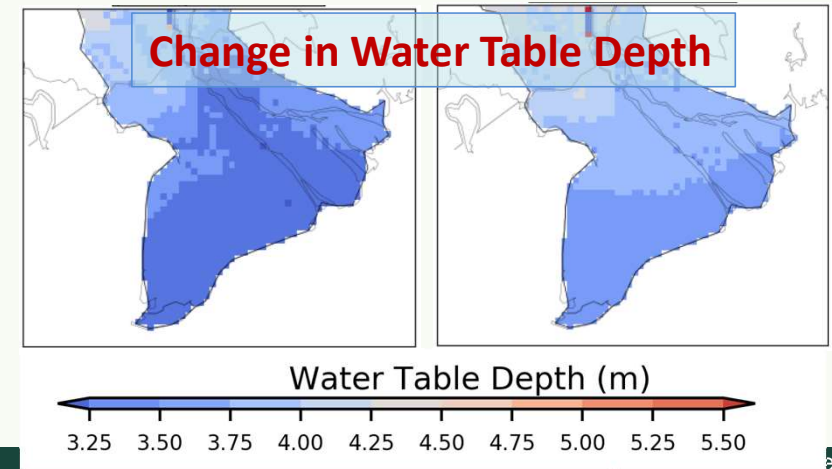 Change in Water Table Depth
Water Table Depth (m)
3.25 3.50 3.75 4.00 4.25 4.50 4.75 5.00 5.25 5.50